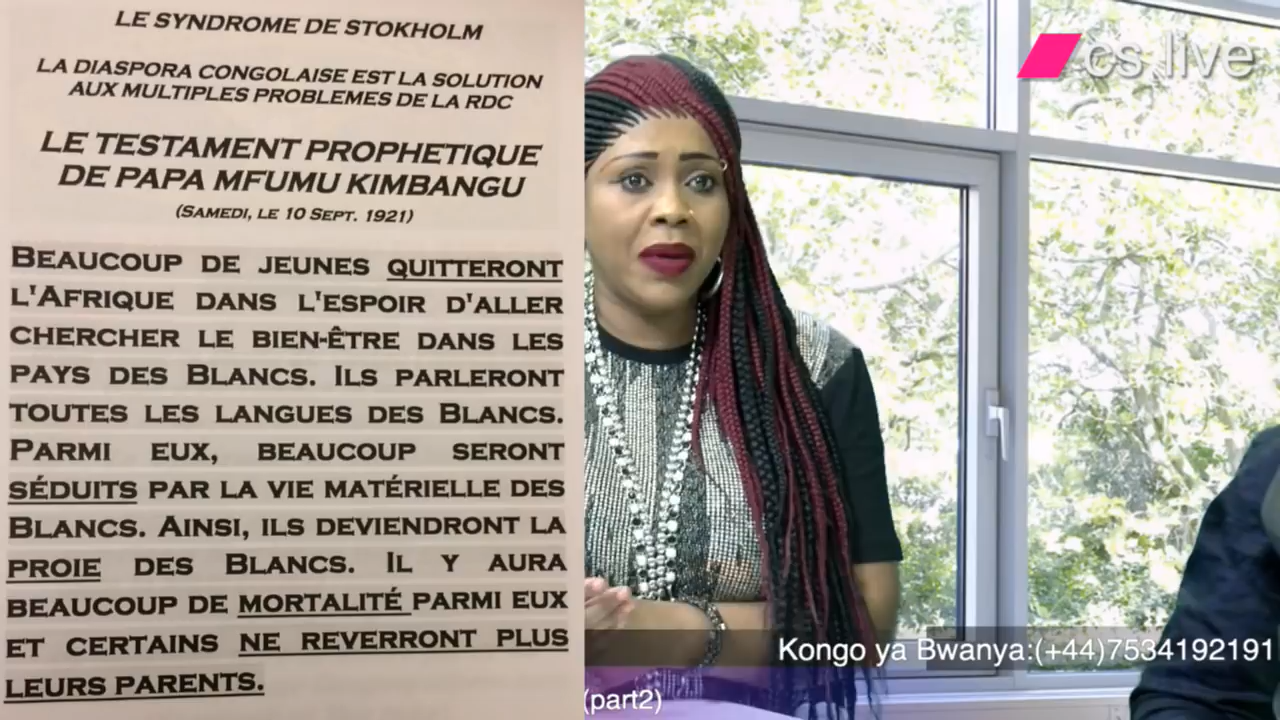 LE SYNDROME DE STOKHOLM
LA DIASPORA CONGOLAISE EST LA SOLUTION
AUX MULTIPLES PROBLEMES DE LA RDC
LE TESTAMENT PROPHETIQUE
DE PAPA MFUMU KIMBANGU
(SAMEDI, LE 10 SEPT. 1921)
BEAUCOUP DE JEUNES QUITTERONT
L'AFRIQUE DANS L'ESPOIR D'ALLER
CHERCHER LE BIEN-ÊTRE DANS LES
PAYS DES BLANCS. ILS PARLERONT
TOUTES LES LANGUES DES BLANCS.
PARMI EUX, BEAUCOUP SERONT
SÉDUITS PAR LA VIE MATÉRIELLE DES
BLANCS. AINSI, ILS DEVIENDRONT LA
PROIE DES BLANCS. IL Y AURA
BEAUCOUP DE MORTALITÉ PARMI EUX
ET CERTAINS NE REVERRONT PLUS
LEURS PARENTS.
cs live
Kongo ya Bwanya:(+44)7534192191
(part2)